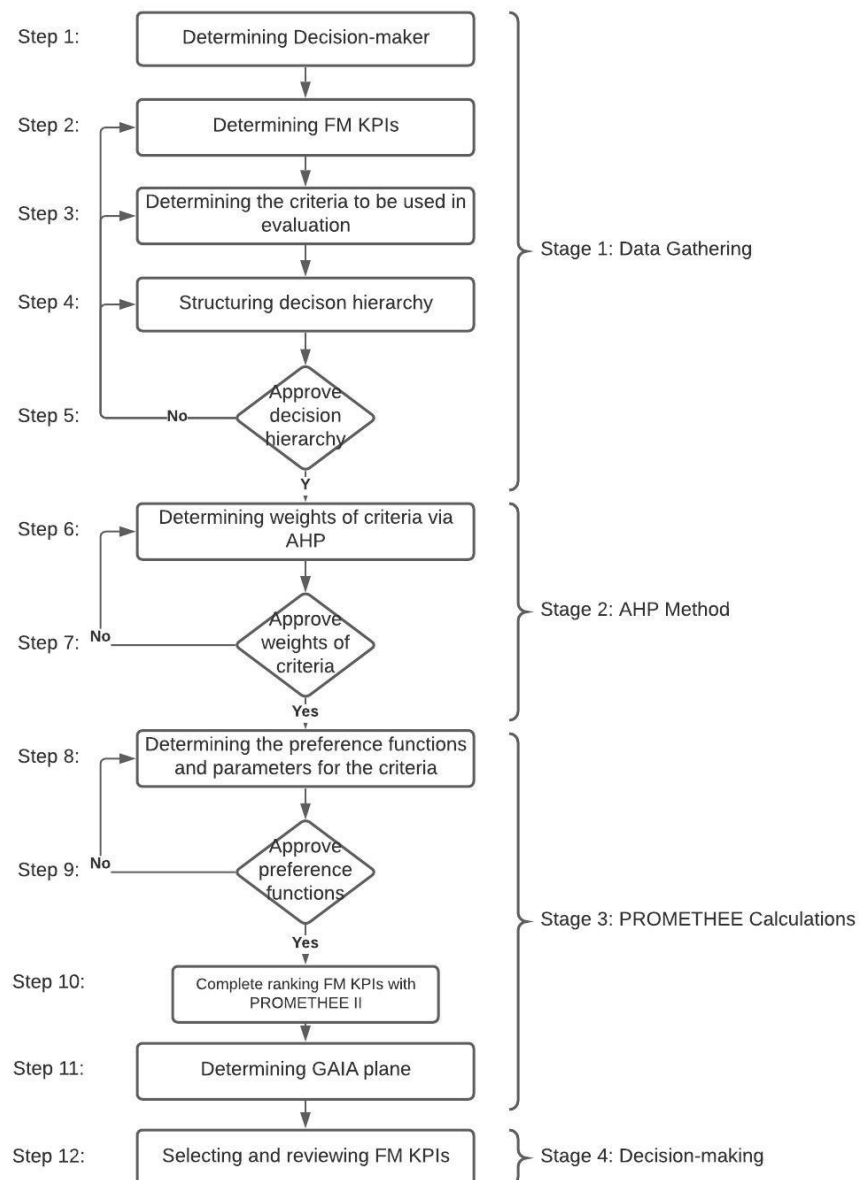 Step 1:
Determining Decision-maker
Step 2:
Determining FM KPIs
Step 3:
Determining the criteria to be used in
evaluation
Stage 1: Data Gathering
Step 4:
Structuring decison hierarchy
Step 5:
No
Approve
decision
hierarchy
Y
Step 6:
Determining weights of criteria via
AHP
Stage 2: AHP Method
Step 7:
No
Approve
weights of
criteria
Yes
Step 8:
Determining the preference functions
and parameters for the criteria
Step 9:
No
Approve
preference
functions
Stage 3: PROMETHEE Calculations
Yes
Step 10:
Complete ranking FM KPIs with
PROMETHEE II
Step 11:
Determining GAIA plane
Step 12:
Selecting and reviewing FM KPIs
Stage 4: Decision-making